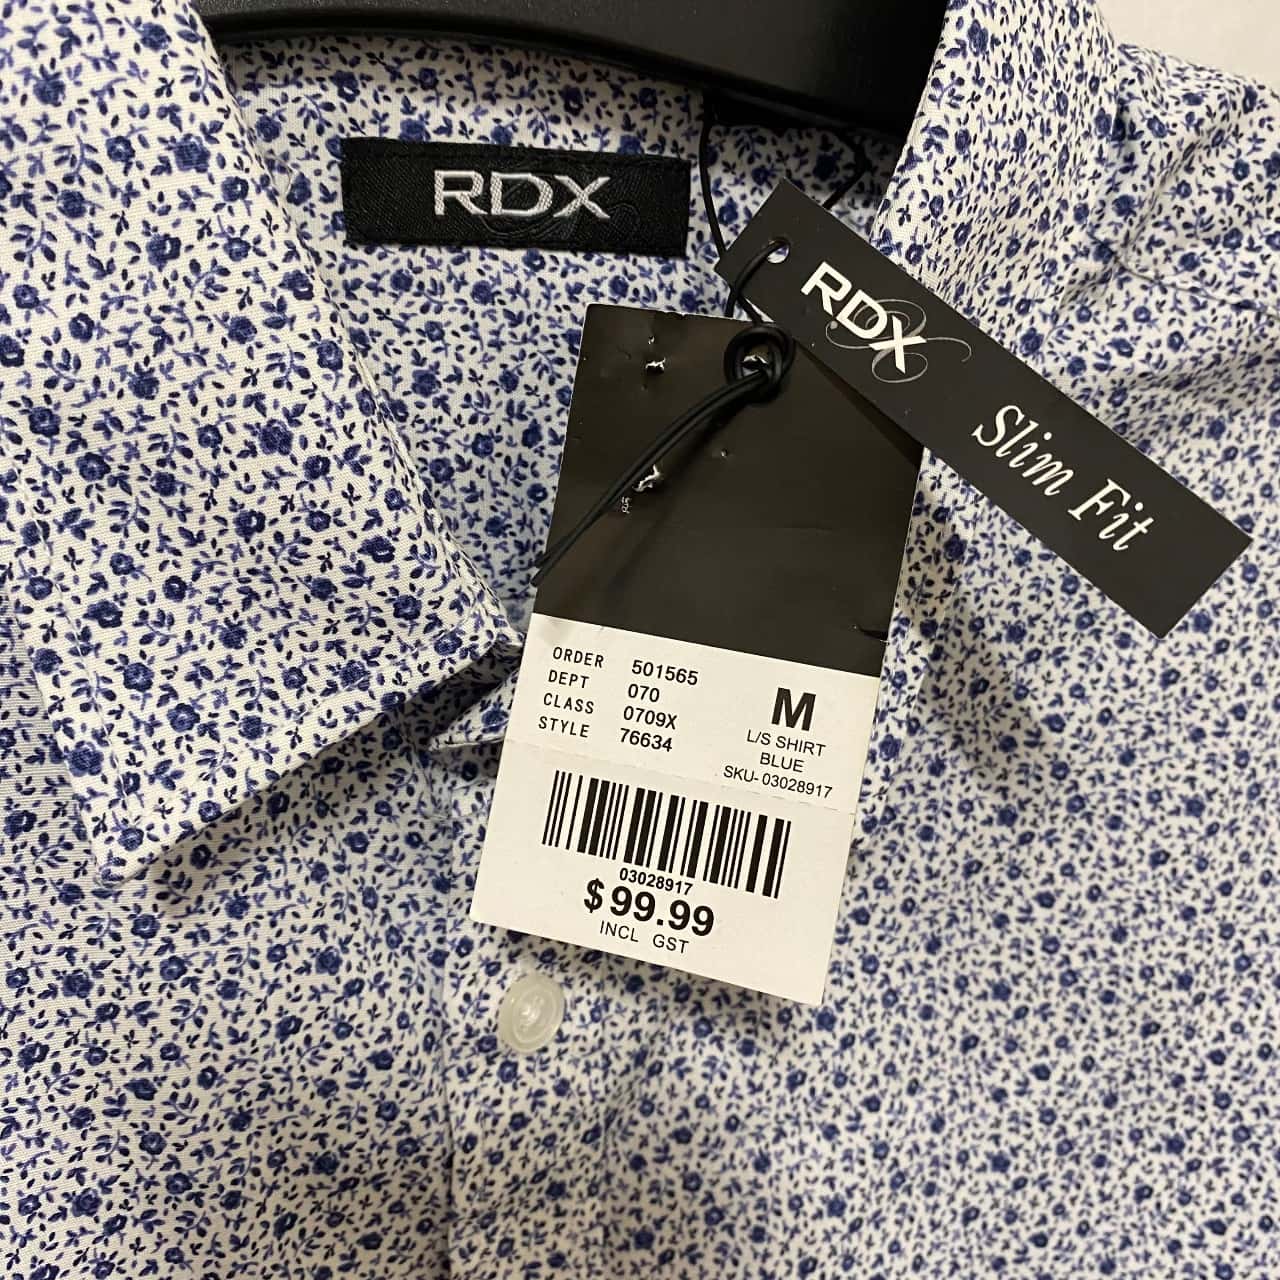 RDX
RDX
Slim Fit
ORDER 501565
DEPT 070
CLASS 0709X
STYLE 76634
M
L/S SHIRT
BLUE
SKU- 03028917
03028917
$99.99
INCL GST